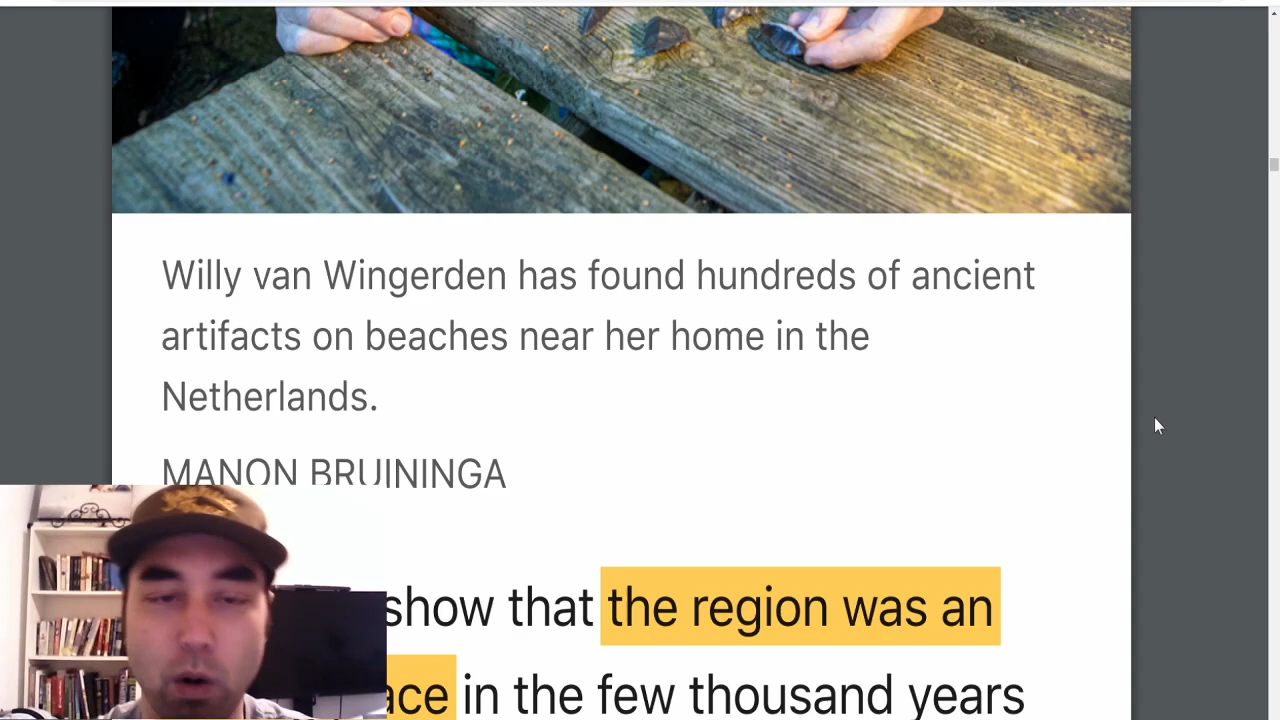 Willy van Wingerden has found hundreds of ancient
artifacts on beaches near her home in the
Netherlands.
MANON BRUININGA
show that the region was an
in the few thousand years